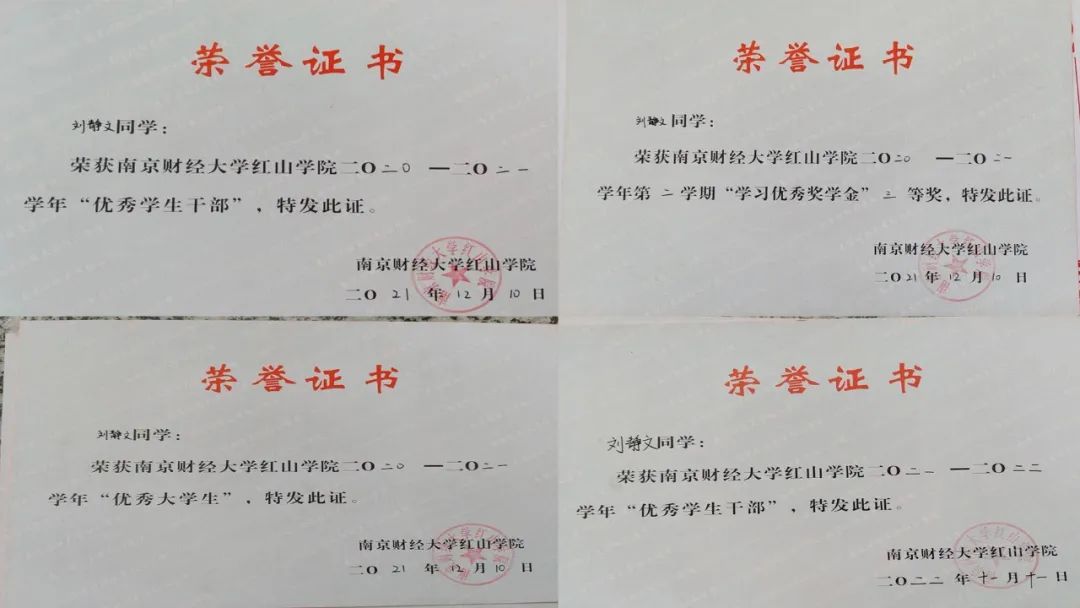 荣誉证书
刘静文同学：
荣获南京财经大学红山学院二〇二〇—二〇二一
学年“优秀学生干部”，特发此证。
南京财经大学红山学院
二〇21年12月10日
荣誉证书
刘静文同学：
荣获南京财经大学红山学院二〇二〇—二〇二一
学年第二学期“学习优秀奖学金”三等奖，特发此证。
南京财经大学红山学院
二〇21年12月10日
荣誉证书
刘静文同学：
荣获南京财经大学红山学院二〇二〇—二〇二一
学年“优秀大学生”，特发此证。
南京财经大学红山学院
二〇21年12月10日
荣誉证书
刘静文同学：
荣获南京财经大学红山学院二〇二一—二〇二二
学年“优秀学生干部”，特发此证。
南京财经大学红山学院
二〇二二年十一月十一日